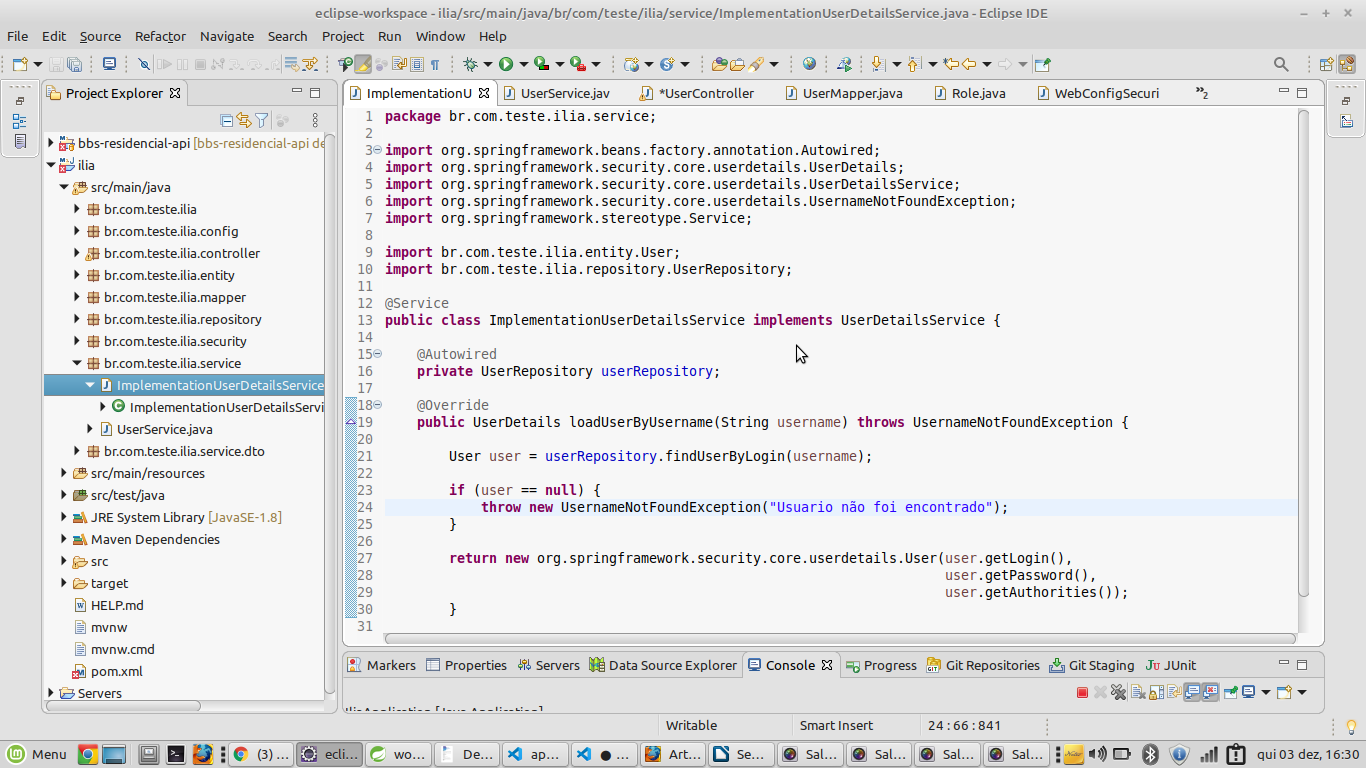 eclipse-workspace - ilia/src/main/java/br/com/teste/ilia/service/ImplementationUserDetailsService.java - Eclipse IDE
File Edit Source Refactor Navigate Search Project Run Window Help
Project Explorer
bbs-residencial-api [bbs-residencial-api de
ilia
src/main/java
br.com.teste.ilia
br.com.teste.ilia.config
br.com.teste.ilia.controller
br.com.teste.ilia.entity
br.com.teste.ilia.mapper
br.com.teste.ilia.repository
br.com.teste.ilia.security
br.com.teste.ilia.service
ImplementationUserDetailsService
ImplementationUserDetailsServi
UserService.java
br.com.teste.ilia.service.dto
src/main/resources
src/test/java
JRE System Library [JavaSE-1.8]
Maven Dependencies
src
target
HELP.md
mvnw
mvnw.cmd
pom.xml
Servers
ImplementationU UserService.jav *UserController UserMapper.java Role.java WebConfigSecuri »2
1 package br.com.teste.ilia.service;
2
3 import org.springframework.beans.factory.annotation.Autowired;
4 import org.springframework.security.core.userdetails.UserDetails;
5 import org.springframework.security.core.userdetails.UserDetailsService;
6 import org.springframework.security.core.userdetails.UsernameNotFoundException;
7 import org.springframework.stereotype.Service;
8
9 import br.com.teste.ilia.entity.User;
10 import br.com.teste.ilia.repository.UserRepository;
11
12 @Service
13 public class ImplementationUserDetailsService implements UserDetailsService {
14
15 @Autowired
16 private UserRepository userRepository;
17
18 @Override
19 public UserDetails loadUserByUsername(String username) throws UsernameNotFoundException {
20
21 User user = userRepository.findUserByLogin(username);
22
23 if (user == null) {
24 throw new UsernameNotFoundException("Usuario não foi encontrado");
25 }
26
27 return new org.springframework.security.core.userdetails.User(user.getLogin(),
28 user.getPassword(),
29 user.getAuthorities());
30 }
31
Markers Properties Servers Data Source Explorer Console Progress Git Repositories Git Staging JUnit
IliaApplication [Java Application]
Writable Smart Insert 24 : 66 : 841
Menu (3) ... ecli... wo... De... ap... ● ... Art... Se... Sal... Sal... Sal... Sal... qui 03 dez, 16:30